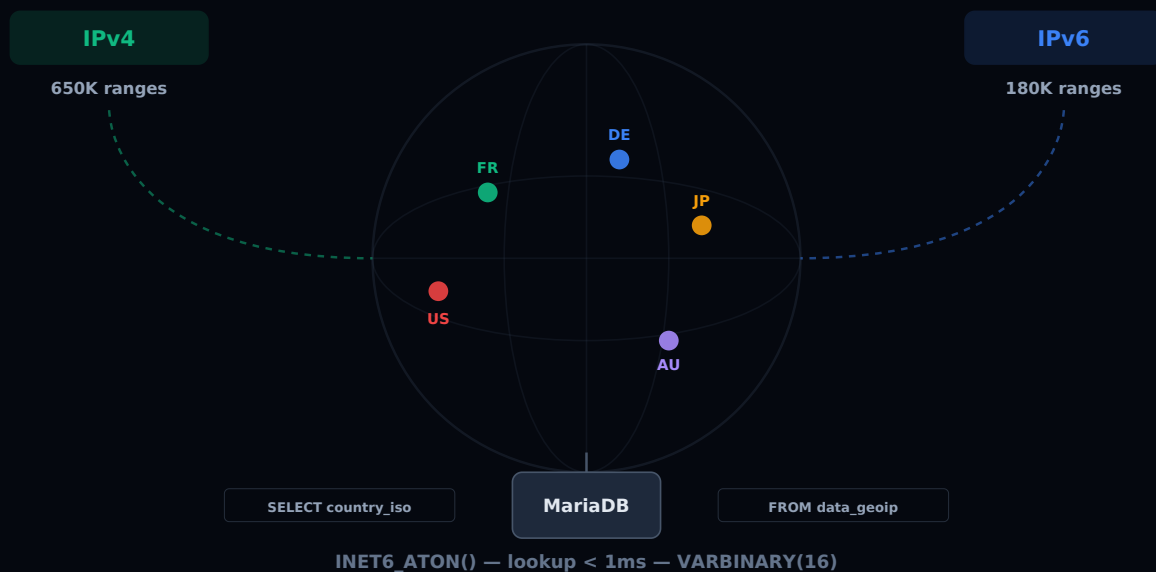 IPv4
IPv6
650K ranges
180K ranges
DE
FR
JP
US
AU
SELECT country_iso
MariaDB
FROM data_geoip
INET6_ATON() — lookup < 1ms — VARBINARY(16)